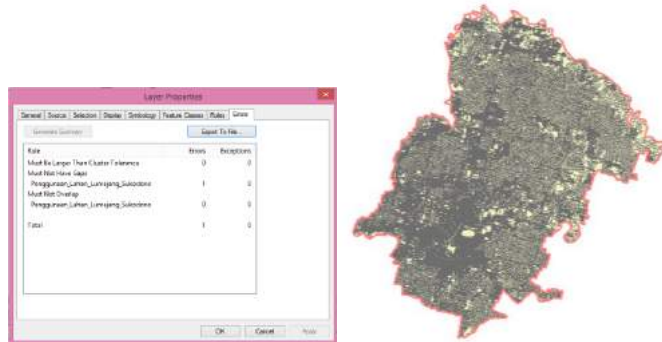 Layer Properties
General Source Selection Display Symbology Feature Classes Rules Errors
Generate Summary Export To File...
Rule Errors Exceptions
Must Be Larger Than Cluster Tolerance 0 0
Must Not Have Gaps
Penggunaan_Lahan_Lumajang_Sukodono 1 0
Must Not Overlap
Penggunaan_Lahan_Lumajang_Sukodono 0 0
Total 1 0
OK Cancel Apply